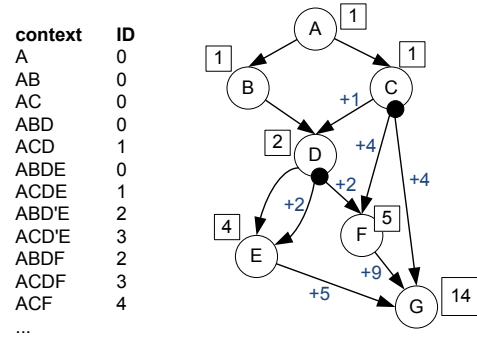 context ID
A 0
AB 0
AC 0
ABD 0
ACD 1
ABDE 0
ACDE 1
ABD'E 2
ACD'E 3
ABDF 2
ACDF 3
ACF 4
...
A 1
1 B
C 1
+1
2 D
+4
+4
+2
+2
4 E
F 5
+9
+5
G 14